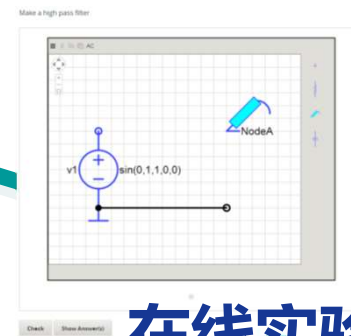 Make a high pass filter
AC
NodeA
v1
sin(0,1,1,0,0)
Check
Show Answer(s)
在线实验